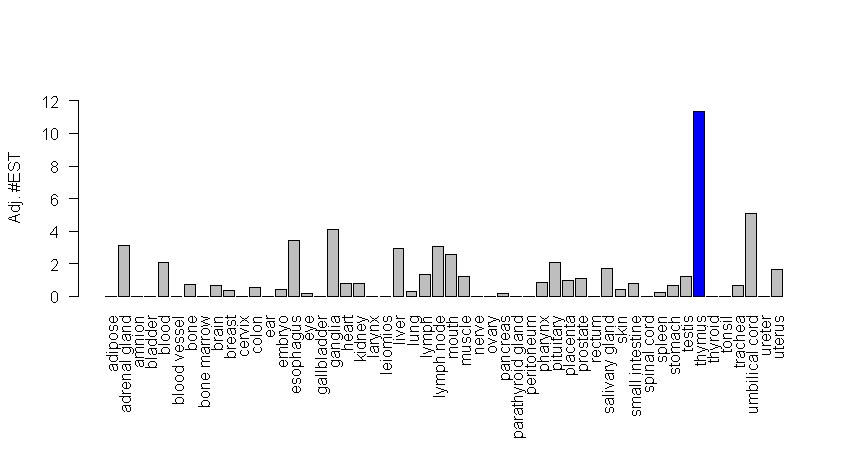 Adj. #EST
12
10
8
6
4
2
0
adipose
adrenal gland
amnion
bladder
blood
blood vessel
bone
bone marrow
brain
breast
cervix
colon
ear
embryo
esophagus
eye
gallbladder
ganglia
heart
kidney
larynx
leiomios
liver
lung
lymph
lymph node
mouth
muscle
nerve
ovary
pancreas
parathyroid gland
peritoneum
pharynx
pituitary
placenta
prostate
rectum
salivary gland
skin
small intestine
spinal cord
spleen
stomach
testis
thymus
thyroid
tonsil
trachea
umbilical cord
ureter
uterus